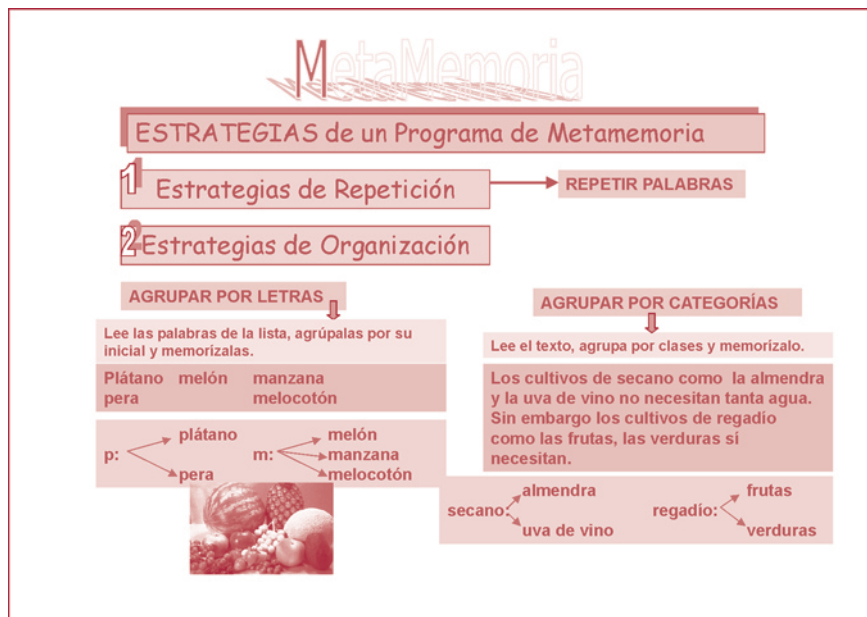 MetaMemoria
ESTRATEGIAS de un Programa de Metamemoria
1 Estrategias de Repetición
REPETIR PALABRAS
2 Estrategias de Organización
AGRUPAR POR LETRAS
Lee las palabras de la lista, agrúpalas por su
inicial y memorízalas.
Plátano melón manzana
pera melocotón
plátano
p:
pera
melón
m: manzana
melocotón
AGRUPAR POR CATEGORÍAS
Lee el texto, agrupa por clases y memorízalo.
Los cultivos de secano como la almendra
y la uva de vino no necesitan tanta agua.
Sin embargo los cultivos de regadío
como las frutas, las verduras sí
necesitan.
almendra
secano:
uva de vino
frutas
regadío:
verduras